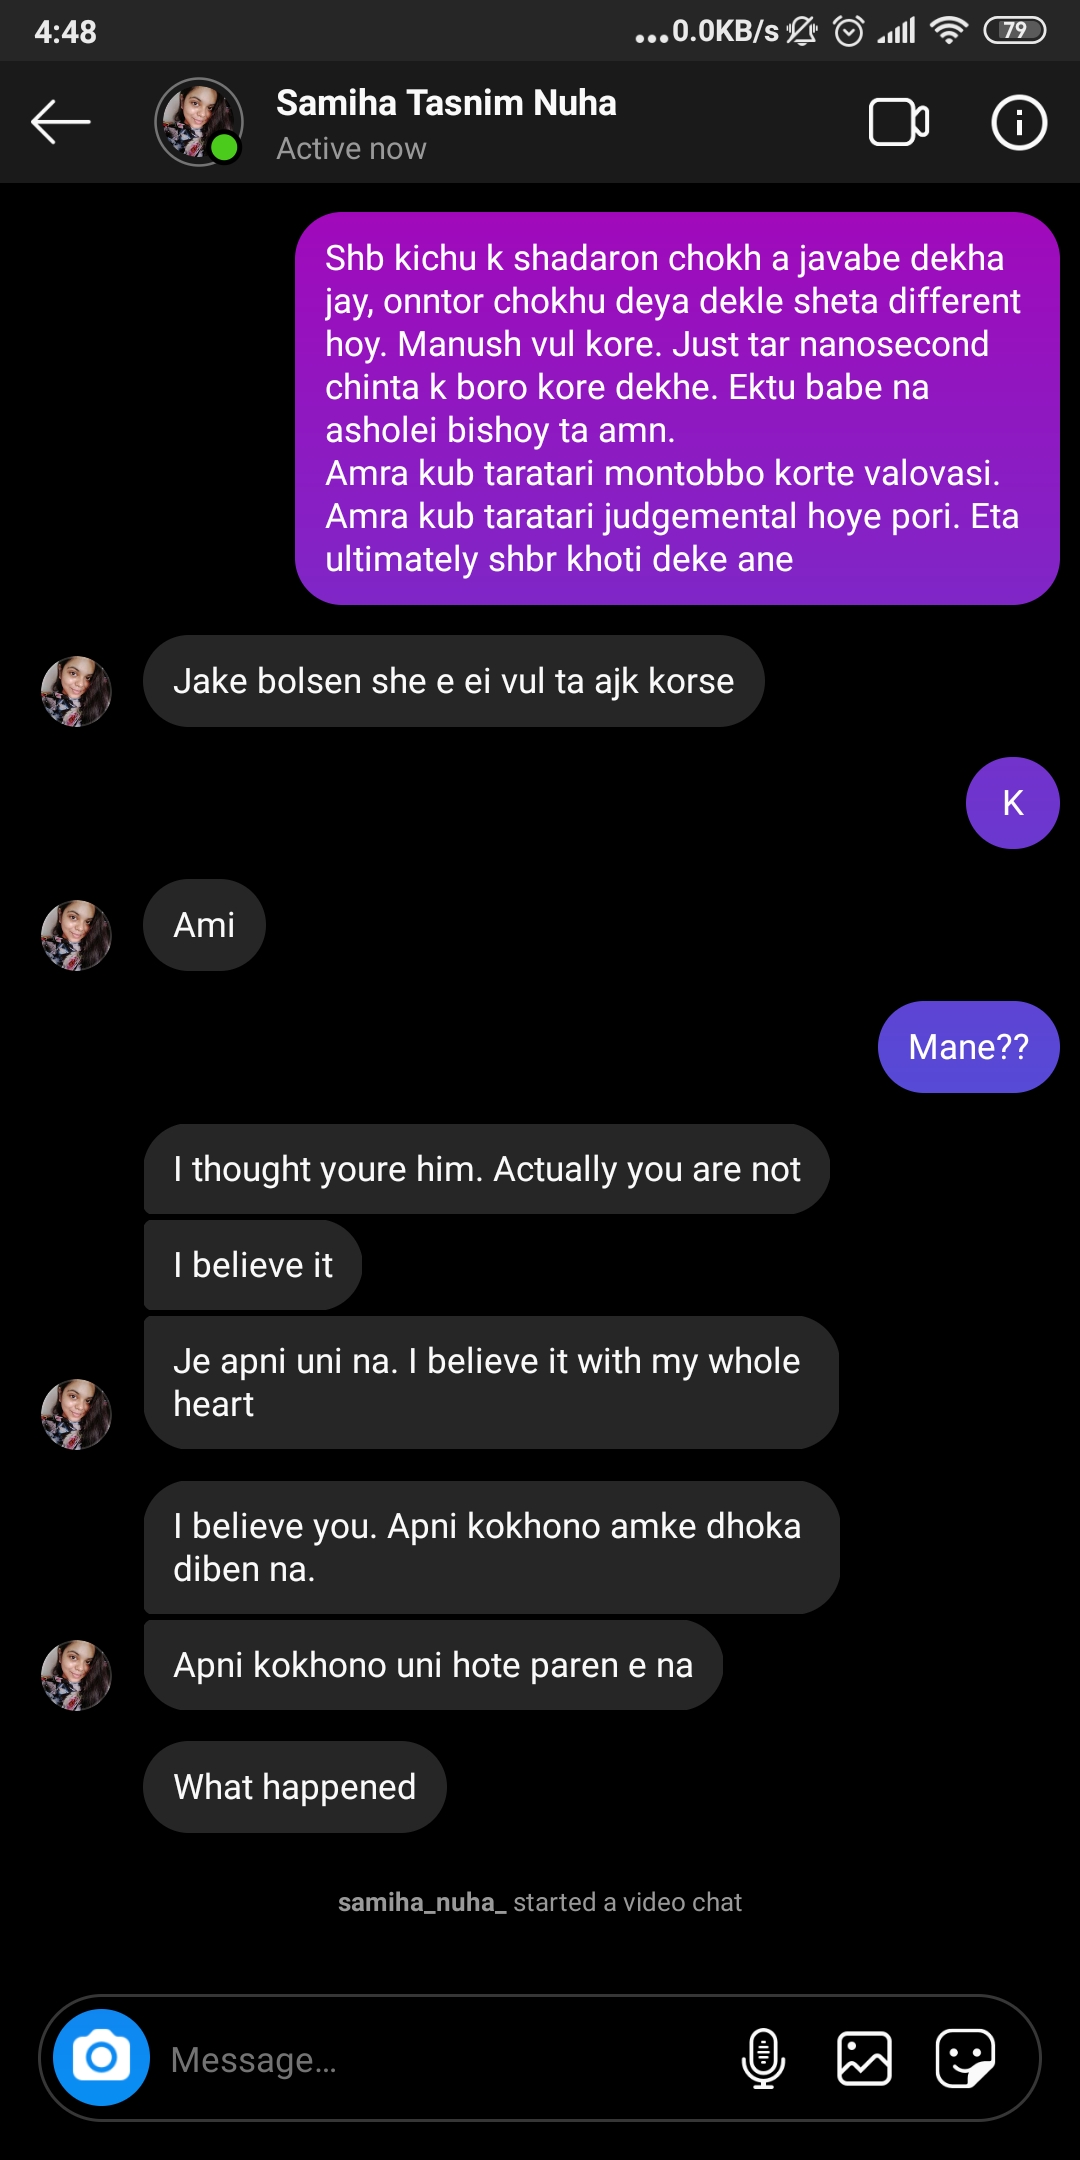 4:48
...0.0KB/s
79
Samiha Tasnim Nuha
Active now
Shb kichu k shadaron chokh a javabe dekha
jay, onntor chokhu deya dekle sheta different
hoy. Manush vul kore. Just tar nanosecond
chinta k boro kore dekhe. Ektu babe na
asholei bishoy ta amn.
Amra kub taratari montobbo korte valovasi.
Amra kub taratari judgemental hoye pori. Eta
ultimately shbr khoti deke ane
Jake bolsen she e ei vul ta ajk korse
K
Ami
Mane??
I thought youre him. Actually you are not
I believe it
Je apni uni na. I believe it with my whole
heart
I believe you. Apni kokhono amke dhoka
diben na.
Apni kokhono uni hote paren e na
What happened
samiha_nuha_ started a video chat
Message...